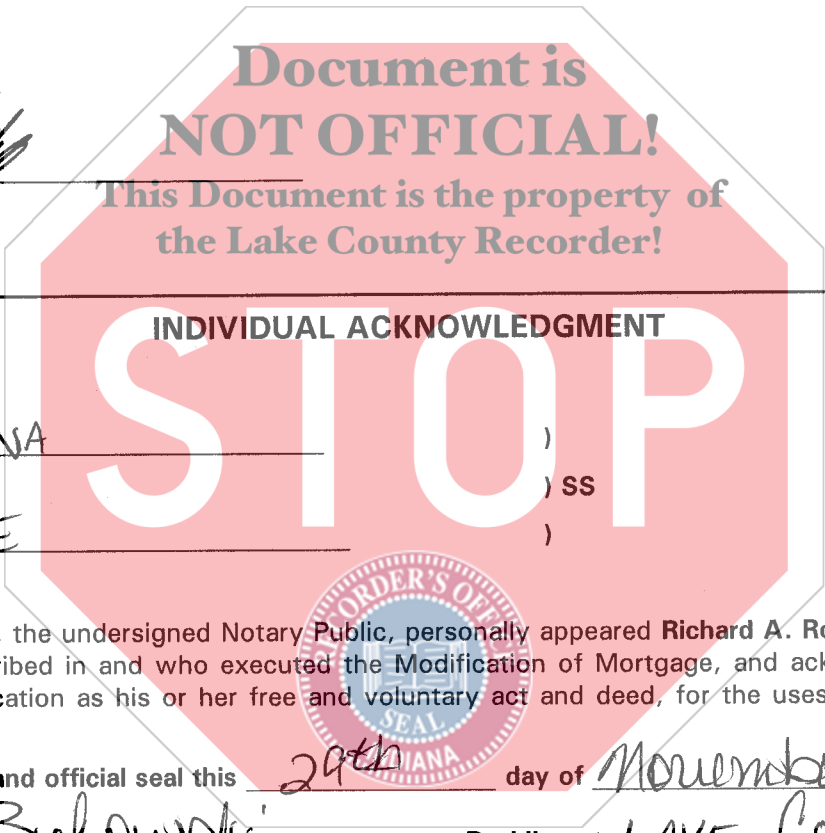 Document is
NOT OFFICIAL!
This Document is the property of
the Lake County Recorder!
INDIVIDUAL ACKNOWLEDGMENT
STOP
NA )
) SS
E )
RECORDER'S OFFICE
, the undersigned Notary Public, personally appeared Richard A. Ro
ribed in and who executed the Modification of Mortgage, and ack
cation as his or her free and voluntary act and deed, for the uses
SEAL
INDIANA
nd official seal this 29th day of Novembe